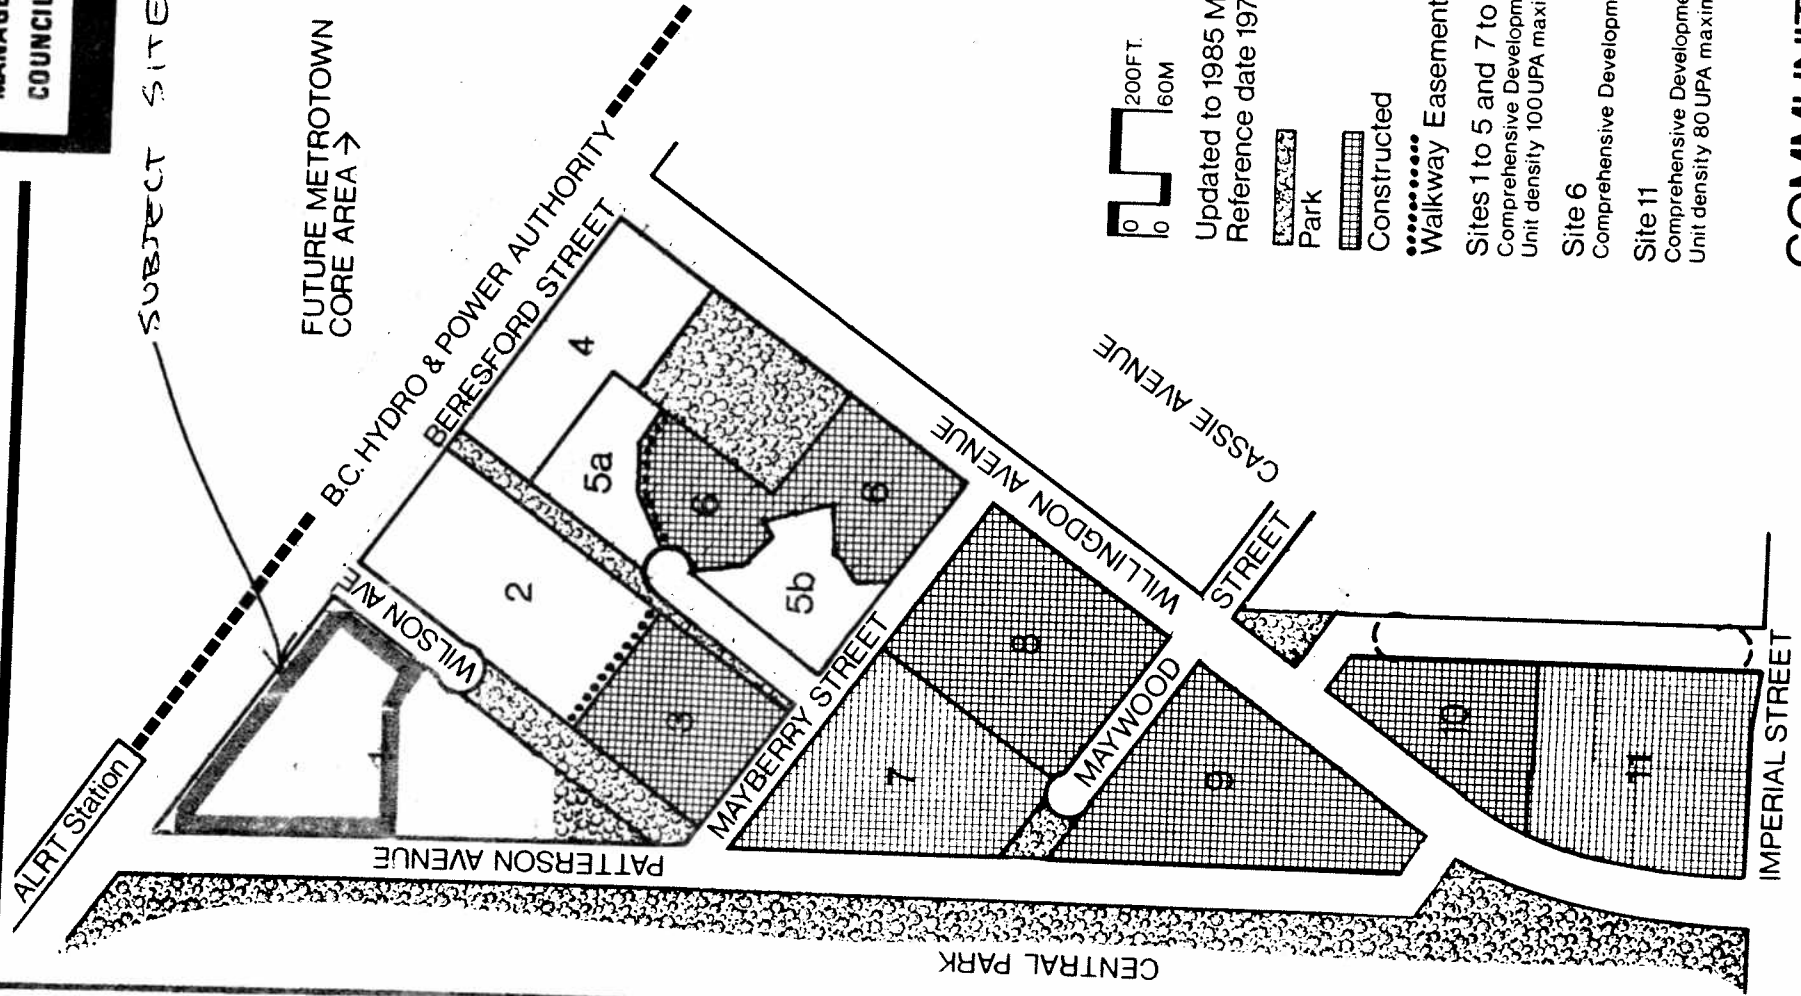 COUNCIL
SUBJECT SITE
FUTURE METROTOWN
CORE AREA →
ALRT Station
B.C. HYDRO & POWER AUTHORITY
BERESFORD STREET
WILSON AVE
PATTERSON AVENUE
CENTRAL PARK
MAYBERRY STREET
WILLINGDON AVENUE
CASSIE AVENUE
MAYWOOD STREET
IMPERIAL STREET
1
2
3
4
5a
5b
6
6
7
8
9
10
11
0 200FT.
0 60M
Updated to 1985 M
Reference date 197
Park
Constructed
Walkway Easement
Sites 1 to 5 and 7 to
Comprehensive Developm
Unit density 100 UPA maxi
Site 6
Comprehensive Developm
Site 11
Comprehensive Developme
Unit density 80 UPA maxim